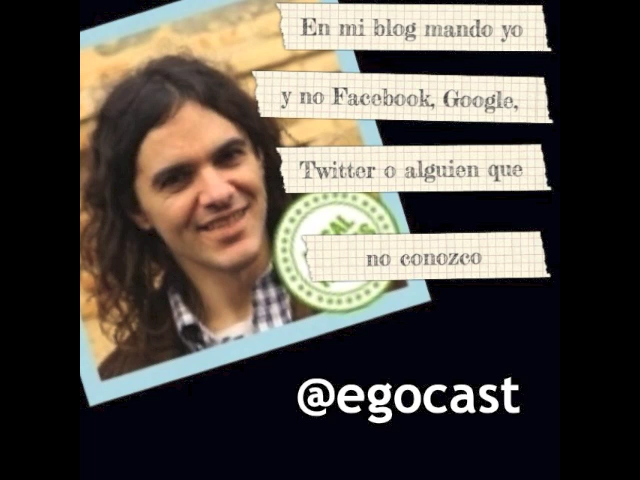 En mi blog mando yo
y no Facebook, Google,
Twitter o alguien que
no conozco
@egocast